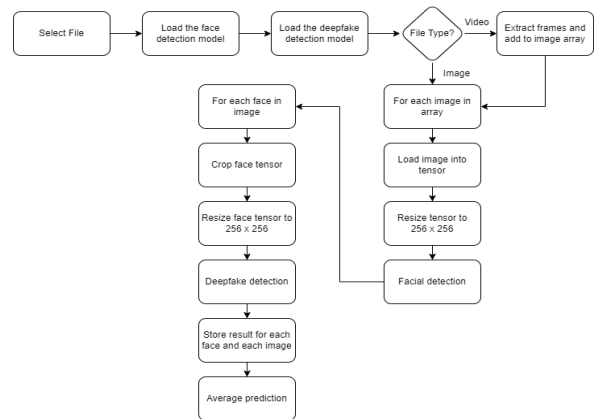 Select File
Load the face
detection model
Load the deepfake
detection model
File Type?
Video
Extract frames and
add to image array
Image
For each image in
array
Load image into
tensor
Resize tensor to
256 x 256
Facial detection
For each face in
image
Crop face tensor
Resize face tensor to
256 x 256
Deepfake detection
Store result for each
face and each image
Average prediction